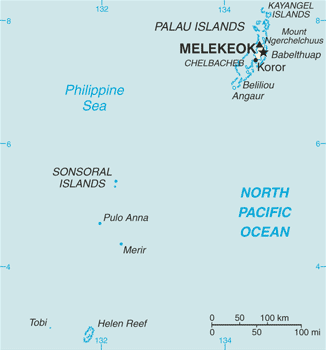 132
134
KAYANGEL
ISLANDS
8
8
PALAU ISLANDS
Mount
Ngerchelchuus
MELEKEOK
Babelthuap
CHELBACHEB
Koror
Beliliou
Angaur
Philippine
Sea
6
6
SONSORAL
ISLANDS
NORTH
PACIFIC
OCEAN
Pulo Anna
Merir
4
4
0 50 100 km
0 50 100 mi
Tobi
Helen Reef
132
134